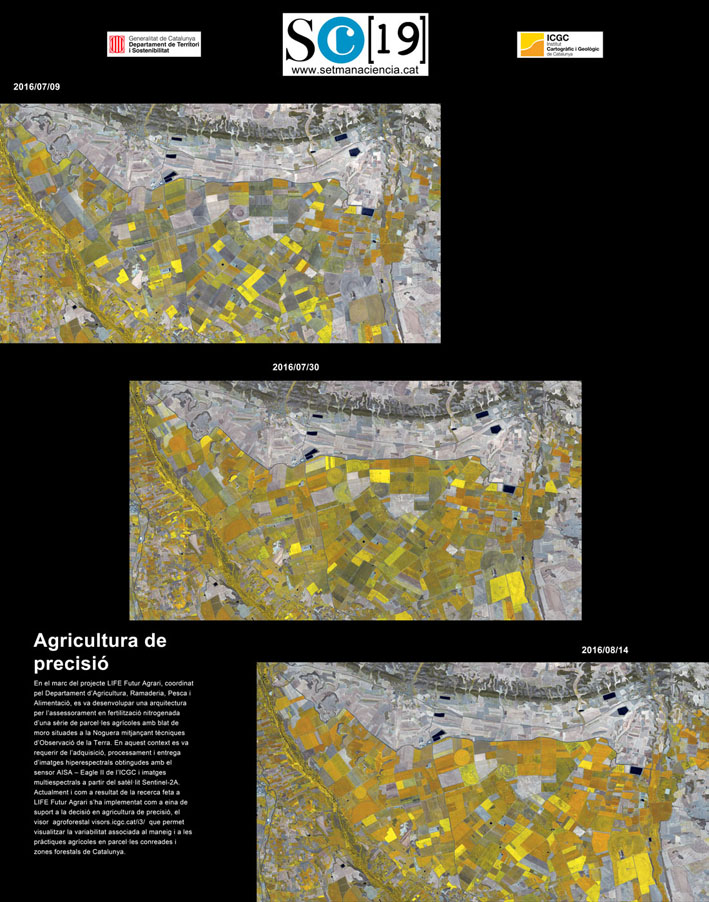 Generalitat de Catalunya
Departament de Territori
i Sostenibilitat
SC[19]
www.setmanaciencia.cat
ICGC
Institut
Cartogràfic i Geològic
de Catalunya
2016/07/09
2016/07/30
2016/08/14
Agricultura de
precisió
En el marc del projecte LIFE Futur Agrari, coordinat
pel Departament d'Agricultura, Ramaderia, Pesca i
Alimentació, es va desenvolupar una arquitectura
per l'assessorament en fertilització nitrogenada
d'una sèrie de parcel·les agrícoles amb blat de
moro situades a la Noguera mitjançant tècniques
d'Observació de la Terra. En aquest context es va
requerir de l'adquisició, processament i entrega
d'imatges hiperespectrals obtingudes amb el
sensor AISA – Eagle II de l'ICGC i imatges
multiespectrals a partir del satèl·lit Sentinel-2A.
Actualment i com a resultat de la recerca feta a
LIFE Futur Agrari s'ha implementat com a eina de
suport a la decisió en agricultura de precisió, el
visor agroforestal visors.icgc.cat/i3/ que permet
visualitzar la variabilitat associada al maneig i a les
pràctiques agrícoles en parcel·les conreades i
zones forestals de Catalunya.